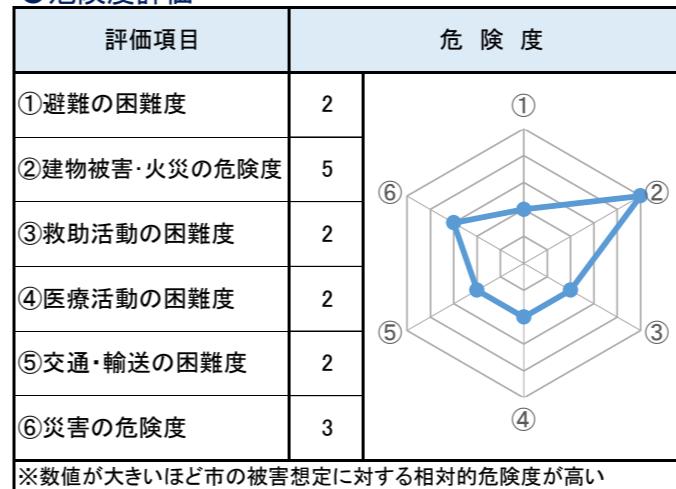 ●危険度評価
評価項目 危 険 度
①避難の困難度 2
②建物被害・火災の危険度 5
③救助活動の困難度 2
④医療活動の困難度 2
⑤交通・輸送の困難度 2
⑥災害の危険度 3
①
②
③
④
⑤
⑥
※数値が大きいほど市の被害想定に対する相対的危険度が高い